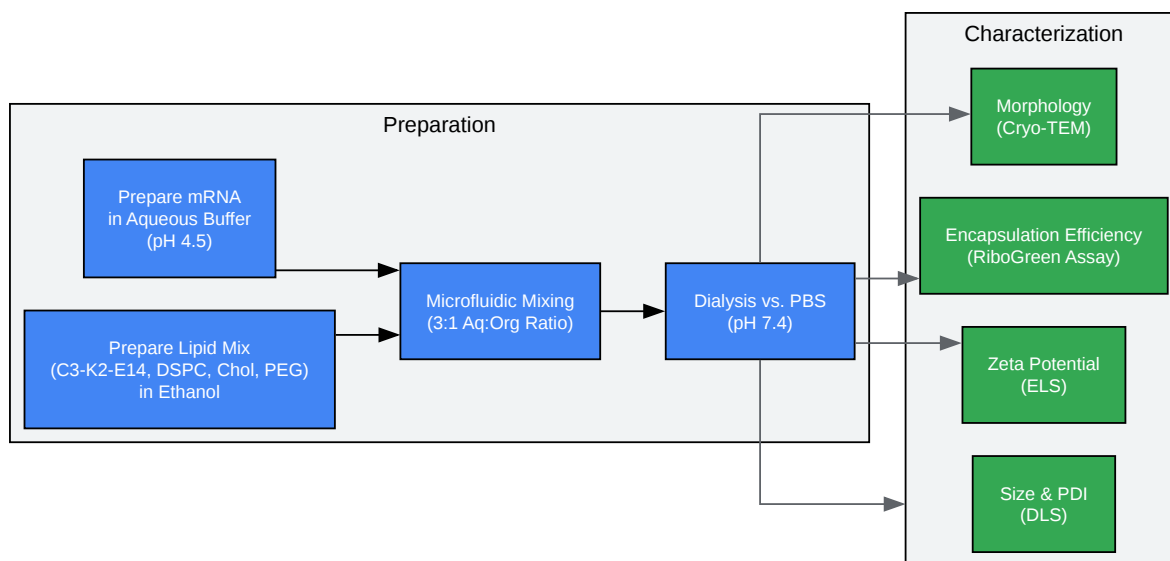 Preparation
Prepare mRNA
in Aqueous Buffer
(pH 4.5)
Prepare Lipid Mix
(C3-K2-E14, DSPC, Chol, PEG)
in Ethanol
Microfluidic Mixing
(3:1 Aq:Org Ratio)
Dialysis vs. PBS
(pH 7.4)
Characterization
Morphology
(Cryo-TEM)
Encapsulation Efficiency
(RiboGreen Assay)
Zeta Potential
(ELS)
Size & PDI
(DLS)